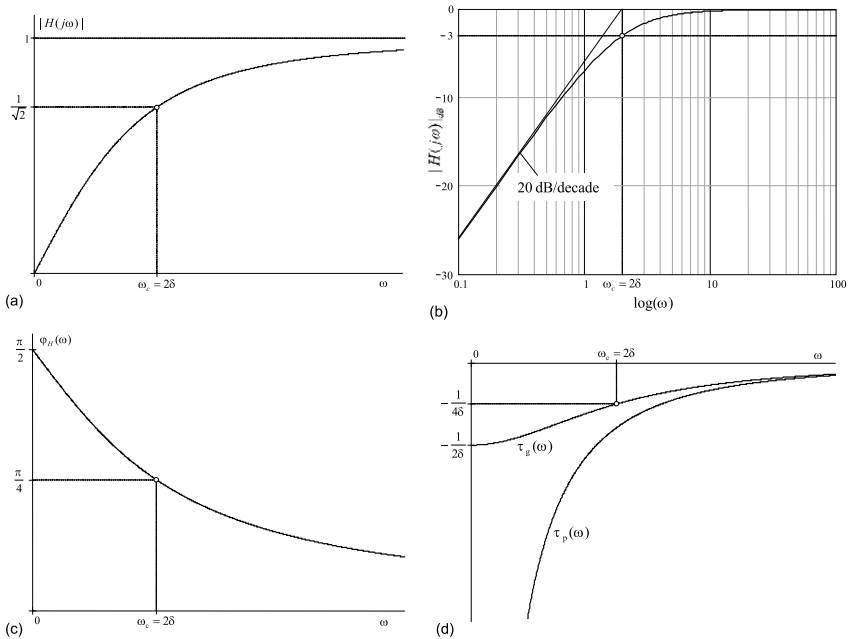 |H(jω)|
1
1/√2
0
ω_c = 2δ
ω
(a)
|H(jω)|_dB
0
−3
−10
20 dB/decade
−20
−30
0.1
1
ω_c = 2δ
10
100
log(ω)
(b)
φ_H(ω)
π/2
π/4
0
ω_c = 2δ
ω
(c)
0
ω_c = 2δ
ω
−1/4δ
−1/2δ
τ_g(ω)
τ_p(ω)
(d)